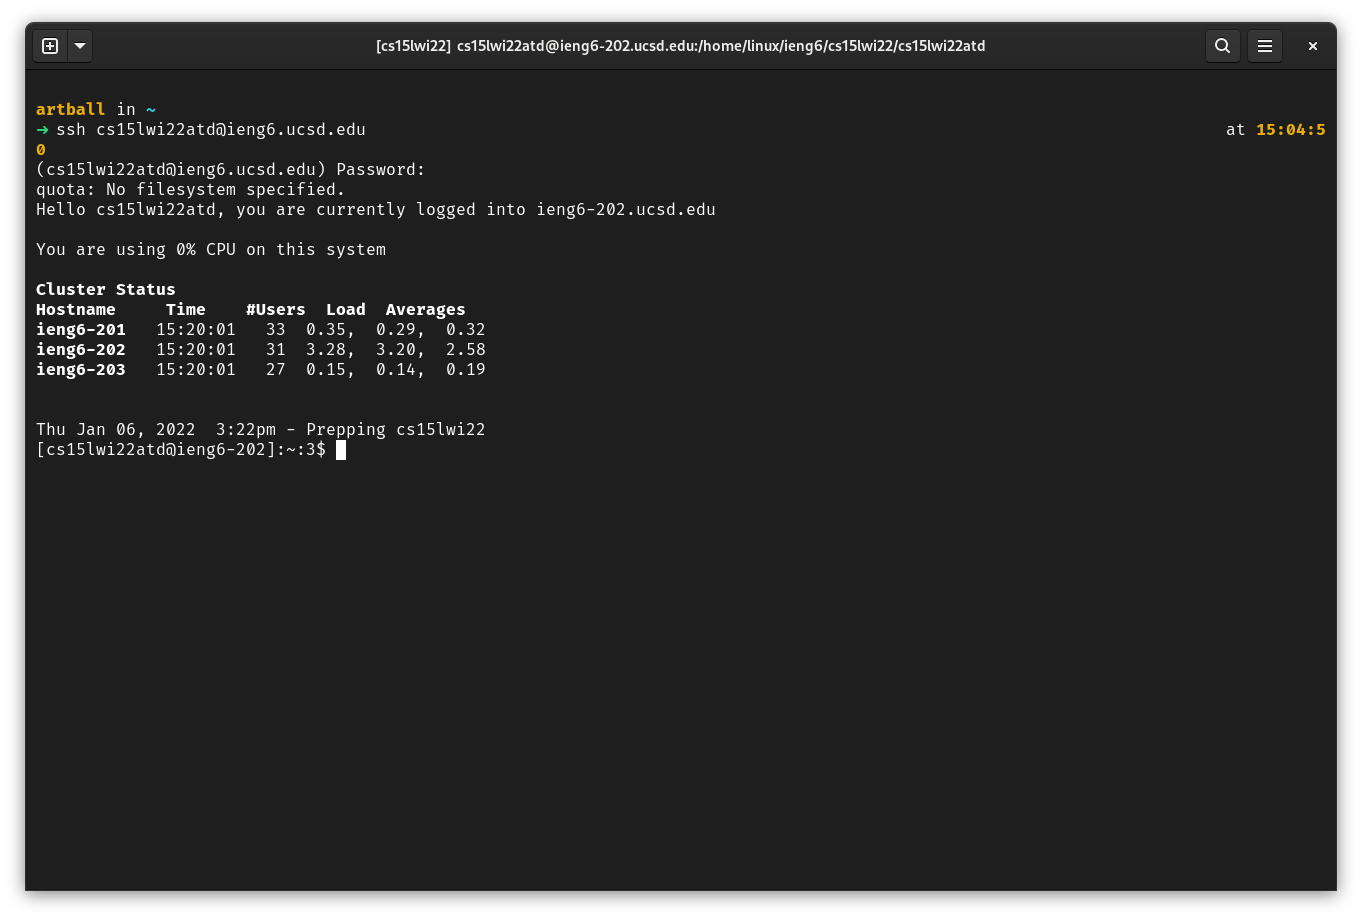 [cs15lwi22] cs15lwi22atd@ieng6-202.ucsd.edu:/home/linux/ieng6/cs15lwi22/cs15lwi22atd
artball in ~
➜ ssh cs15lwi22atd@ieng6.ucsd.edu at 15:04:5
0
(cs15lwi22atd@ieng6.ucsd.edu) Password:
quota: No filesystem specified.
Hello cs15lwi22atd, you are currently logged into ieng6-202.ucsd.edu
You are using 0% CPU on this system
Cluster Status
Hostname     Time    #Users  Load  Averages
ieng6-201   15:20:01   33  0.35,  0.29,  0.32
ieng6-202   15:20:01   31  3.28,  3.20,  2.58
ieng6-203   15:20:01   27  0.15,  0.14,  0.19
Thu Jan 06, 2022  3:22pm - Prepping cs15lwi22
[cs15lwi22atd@ieng6-202]:~:3$